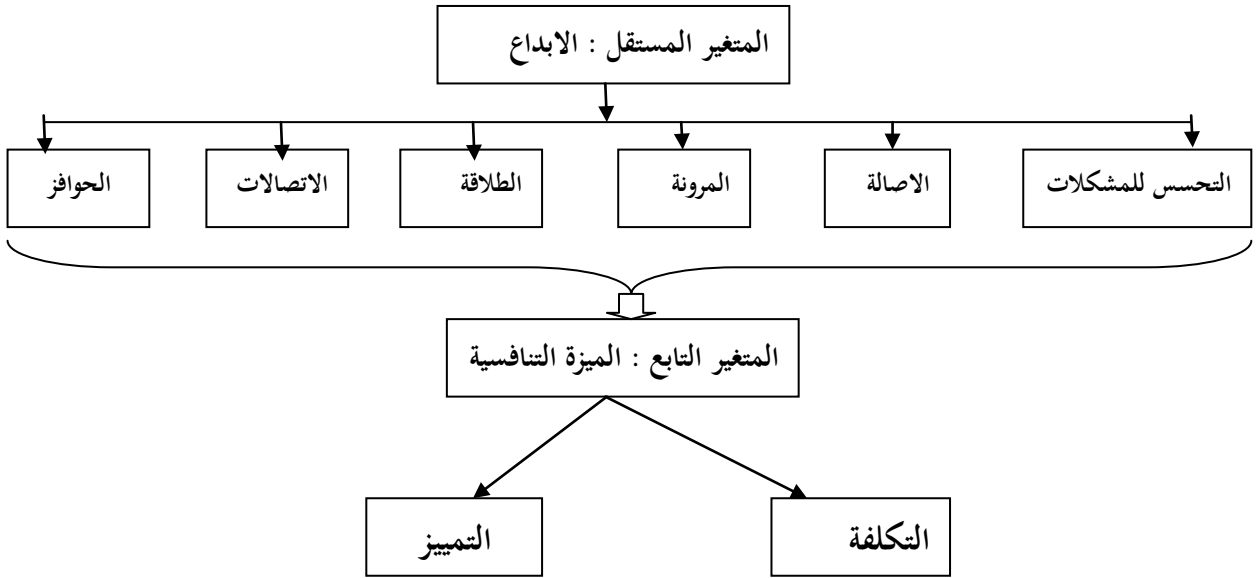 المتغير المستقل : الابداع
التحسس للمشكلات
الاصالة
المرونة
الطلاقة
الاتصالات
الحوافز
المتغير التابع : الميزة التنافسية
التكلفة
التمييز